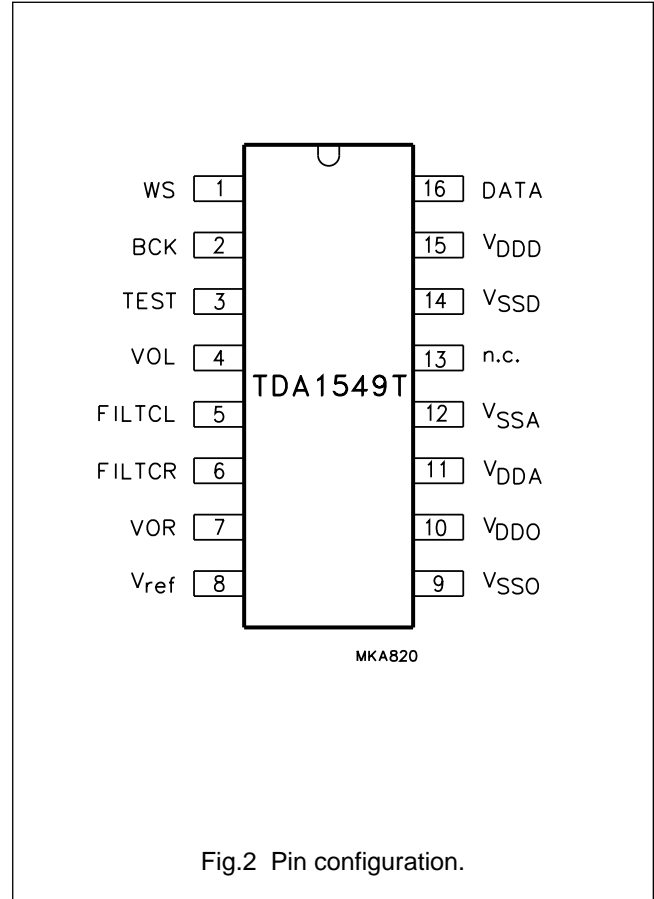 WS 1 16 DATA
BCK 2 15 VDDD
TEST 3 14 VSSD
VOL 4 13 n.c.
TDA1549T
FILTCL 5 12 VSSA
FILTCR 6 11 VDDA
VOR 7 10 VDDO
Vref 8 9 VSSO
MKA820
Fig.2 Pin configuration.